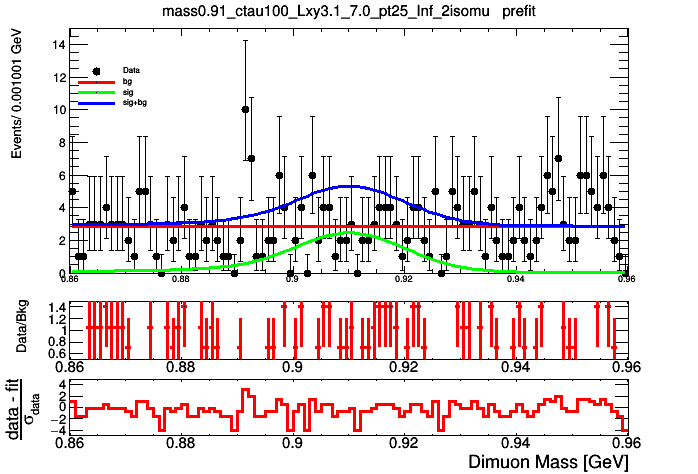 mass0.91_ctau100_Lxy3.1_7.0_pt25_Inf_2isomu prefit
Events/ 0.001001 GeV
14
12
10
8
6
4
2
0
Data
bg
sig
sig+bg
0.86 0.88 0.9 0.92 0.94 0.96
Data/Bkg
1.4
1.2
1
0.8
0.6
0.86 0.88 0.9 0.92 0.94 0.96
data - fit
σdata
4
2
0
−2
−4
0.86 0.88 0.9 0.92 0.94 0.96
Dimuon Mass [GeV]